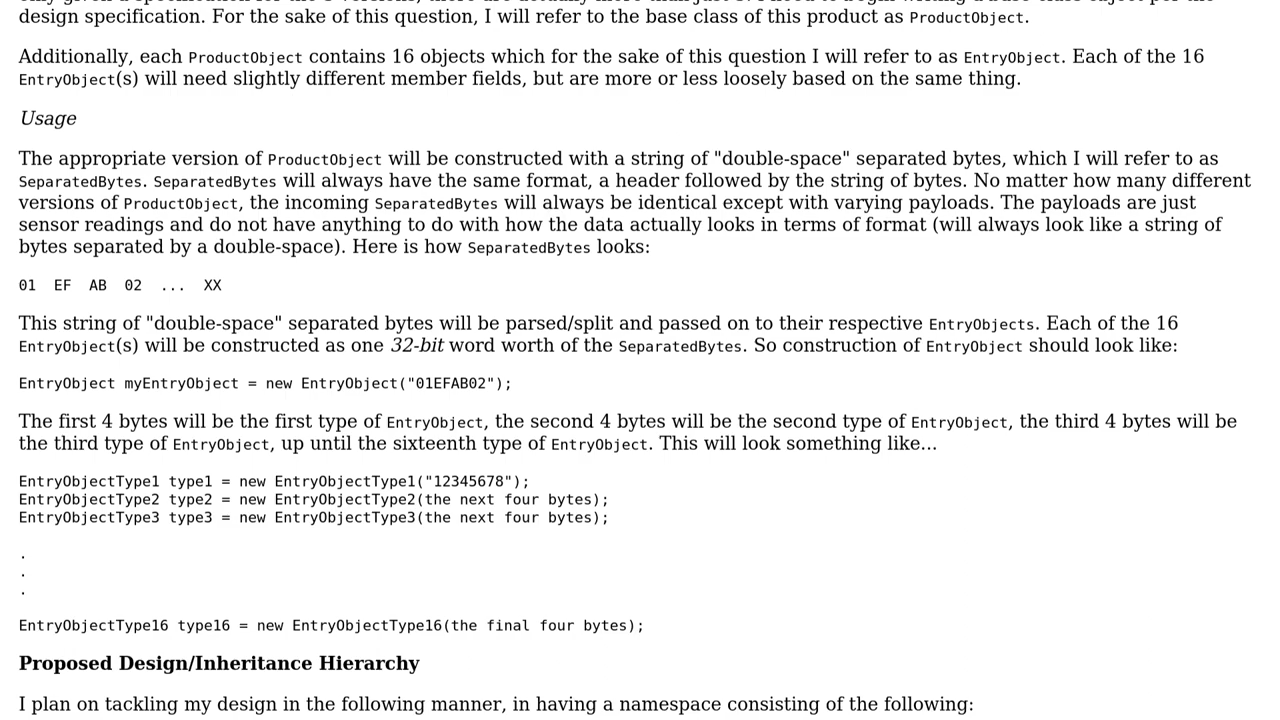 design specification. For the sake of this question, I will refer to the base class of this product as ProductObject.
Additionally, each ProductObject contains 16 objects which for the sake of this question I will refer to as EntryObject. Each of the 16
EntryObject(s) will need slightly different member fields, but are more or less loosely based on the same thing.
Usage
The appropriate version of ProductObject will be constructed with a string of "double-space" separated bytes, which I will refer to as
SeparatedBytes. SeparatedBytes will always have the same format, a header followed by the string of bytes. No matter how many different
versions of ProductObject, the incoming SeparatedBytes will always be identical except with varying payloads. The payloads are just
sensor readings and do not have anything to do with how the data actually looks in terms of format (will always look like a string of
bytes separated by a double-space). Here is how SeparatedBytes looks:
01  EF  AB  02  ...  XX
This string of "double-space" separated bytes will be parsed/split and passed on to their respective EntryObjects. Each of the 16
EntryObject(s) will be constructed as one 32-bit word worth of the SeparatedBytes. So construction of EntryObject should look like:
EntryObject myEntryObject = new EntryObject("01EFAB02");
The first 4 bytes will be the first type of EntryObject, the second 4 bytes will be the second type of EntryObject, the third 4 bytes will be
the third type of EntryObject, up until the sixteenth type of EntryObject. This will look something like...
EntryObjectType1 type1 = new EntryObjectType1("12345678");
EntryObjectType2 type2 = new EntryObjectType2(the next four bytes);
EntryObjectType3 type3 = new EntryObjectType3(the next four bytes);
.
.
.
EntryObjectType16 type16 = new EntryObjectType16(the final four bytes);
Proposed Design/Inheritance Hierarchy
I plan on tackling my design in the following manner, in having a namespace consisting of the following: